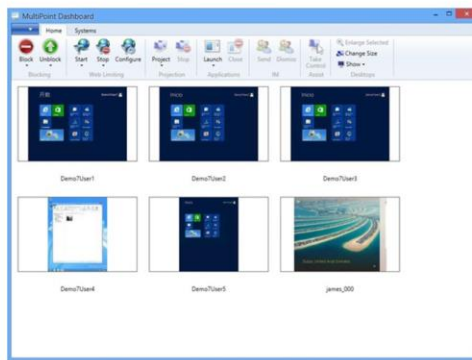 MultiPoint Dashboard
Home Systems
Block Unblock Start Stop Configure Project Stop Launch Close Send Dismiss Take Control
Enlarge Selected
Change Size
Show
Blocking Web Limiting Projection Applications IM Assist Desktops
Demo7User1 Demo7User2 Demo7User3
Demo7User4 Demo7User5 james_000